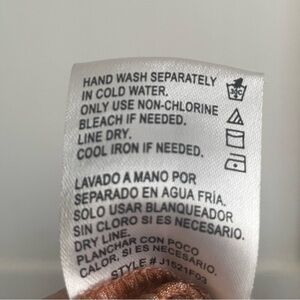 HAND WASH SEPARATELY
IN COLD WATER.
ONLY USE NON-CHLORINE
BLEACH IF NEEDED.
LINE DRY.
COOL IRON IF NEEDED.
LAVADO A MANO POR
SEPARADO EN AGUA FRÍA.
SOLO USAR BLANQUEADOR
SIN CLORO SI ES NECESARIO.
DRY LINE.
PLANCHAR CON POCO
CALOR, SI ES NECESARIO.
STYLE # J1521F03